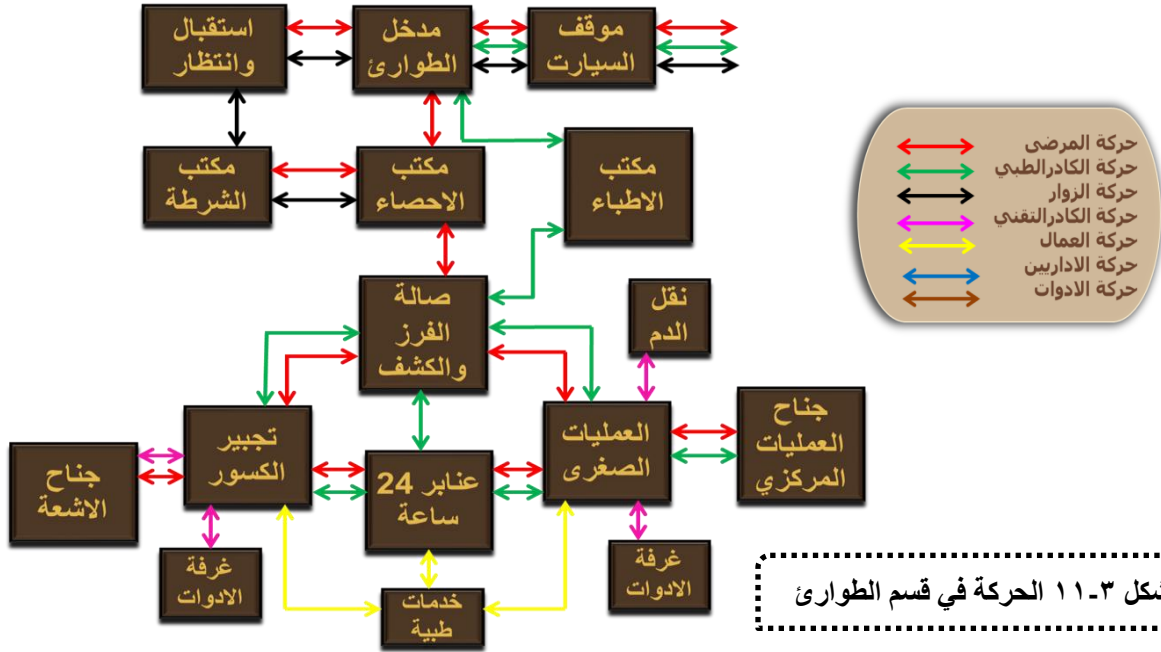 استقبال
وانتظار
مدخل
الطوارئ
موقف
السيارت
مكتب
الشرطة
مكتب
الاحصاء
مكتب
الاطباء
حركة المرضى
حركة الكادرالطبي
حركة الزوار
حركة الكادرالتقني
حركة العمال
حركة الاداريين
حركة الادوات
صالة
الفرز
والكشف
نقل
الدم
جناح
الاشعة
تجبير
الكسور
عنابر 24
ساعة
العمليات
الصغرى
جناح
العمليات
المركزي
غرفة
الادوات
خدمات
طبية
غرفة
الادوات
شكل ٣-١١ الحركة في قسم الطوارئ